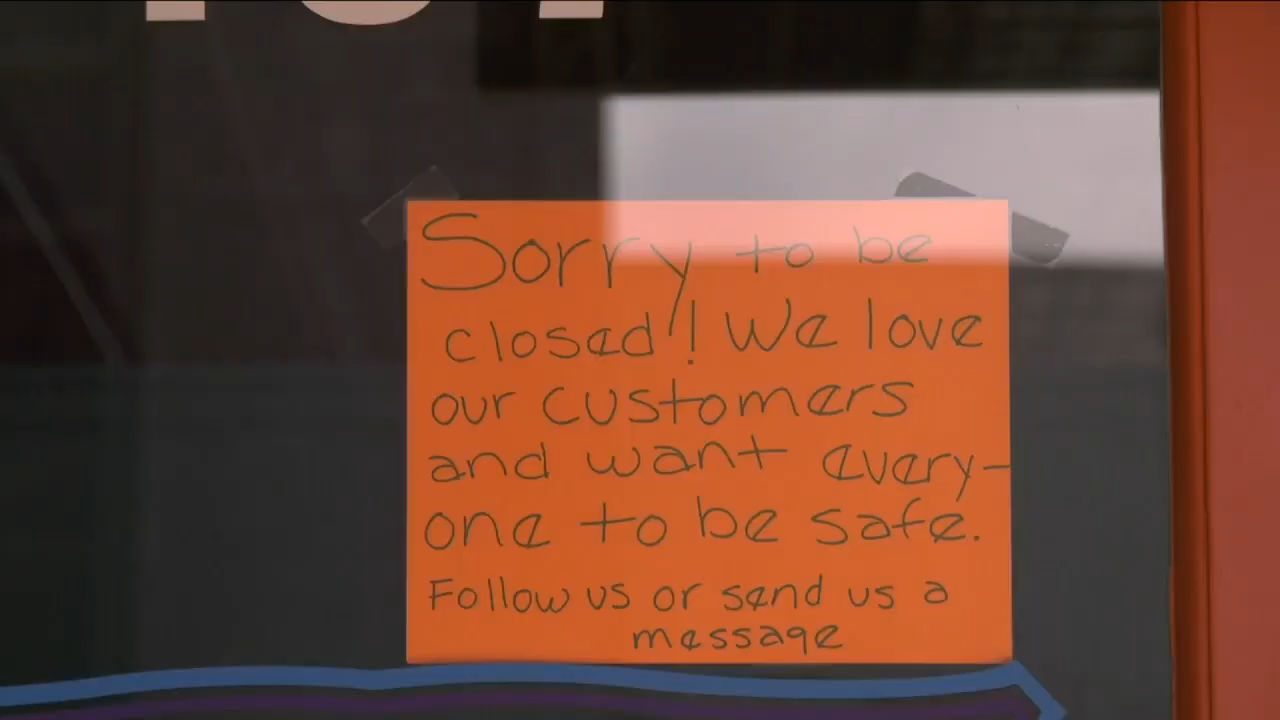 Sorry to be
closed! We love
our customers
and want every-
one to be safe.
Follow us or send us a
message